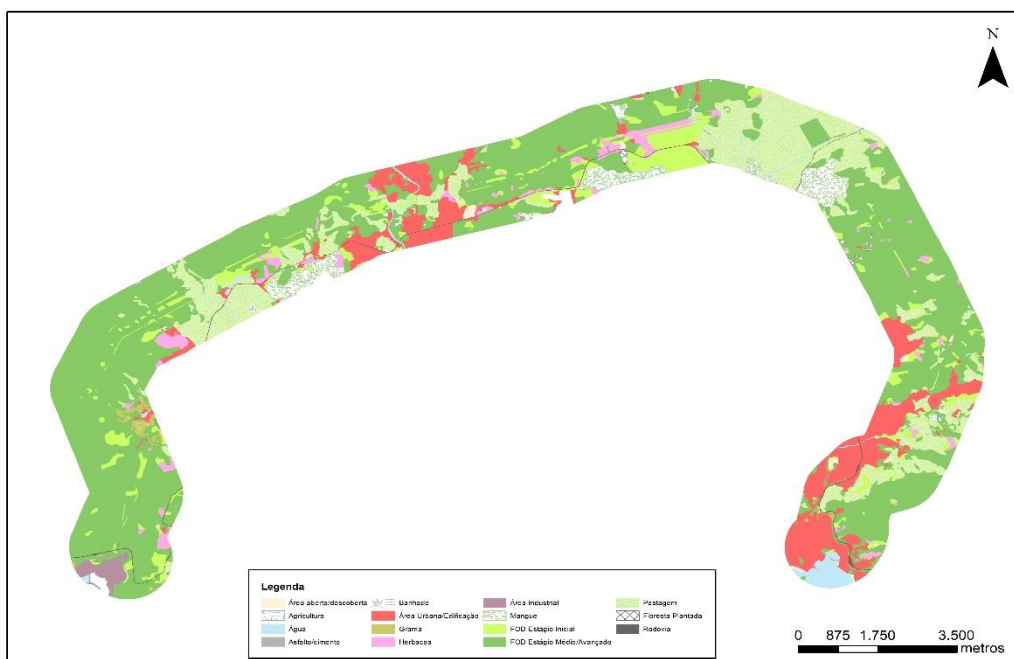 N
Legenda
Área aberta/descoberta
Banhado
Área Industrial
Pastagem
Agricultura
Área Urbana/Edificação
Mangue
Floresta Plantada
Água
Grama
FOD Estágio Inicial
Rodovia
Asfalto/cimento
Herbacea
FOD Estágio Médio/Avançado
0 875 1.750 3.500
metros